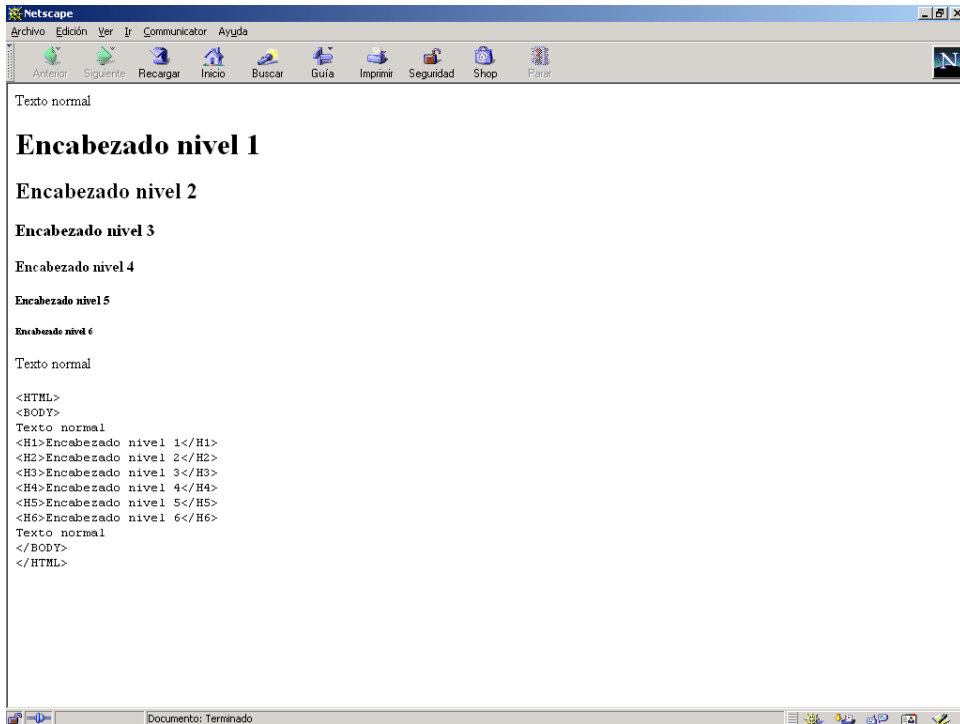 Netscape
Archivo Edición Ver Ir Communicator Ayuda
Anterior Siguiente Recargar Inicio Buscar Guía Imprimir Seguridad Shop Parar
N
Texto normal
Encabezado nivel 1
Encabezado nivel 2
Encabezado nivel 3
Encabezado nivel 4
Encabezado nivel 5
Encabezado nivel 6
Texto normal
<HTML>
<BODY>
Texto normal
<H1>Encabezado nivel 1</H1>
<H2>Encabezado nivel 2</H2>
<H3>Encabezado nivel 3</H3>
<H4>Encabezado nivel 4</H4>
<H5>Encabezado nivel 5</H5>
<H6>Encabezado nivel 6</H6>
Texto normal
</BODY>
</HTML>
Documento: Terminado